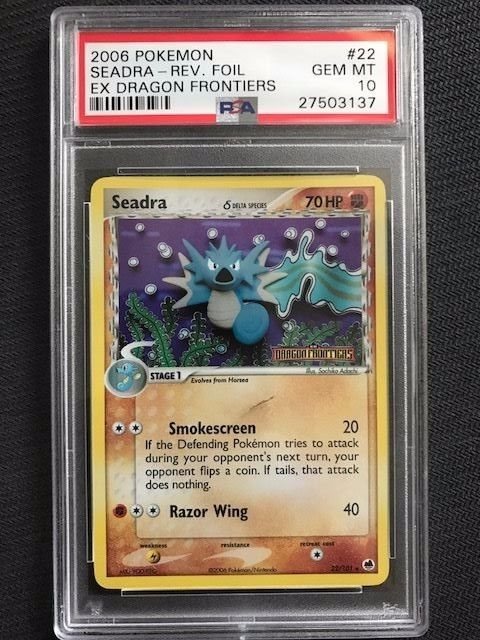 2006 POKEMON #22
SEADRA - REV. FOIL GEM MT
EX DRAGON FRONTIERS 10
PSA 27503137
Seadra δ DELTA SPECIES 70 HP
DRAGON FRONTIERS
Illus. Sachiko Adachi
STAGE 1 Evolves from Horsea
Smokescreen 20
If the Defending Pokémon tries to attack
during your opponent's next turn, your
opponent flips a coin. If tails, that attack
does nothing.
Razor Wing 40
weakness resistance retreat cost
©2006 Pokémon/Nintendo 22/101